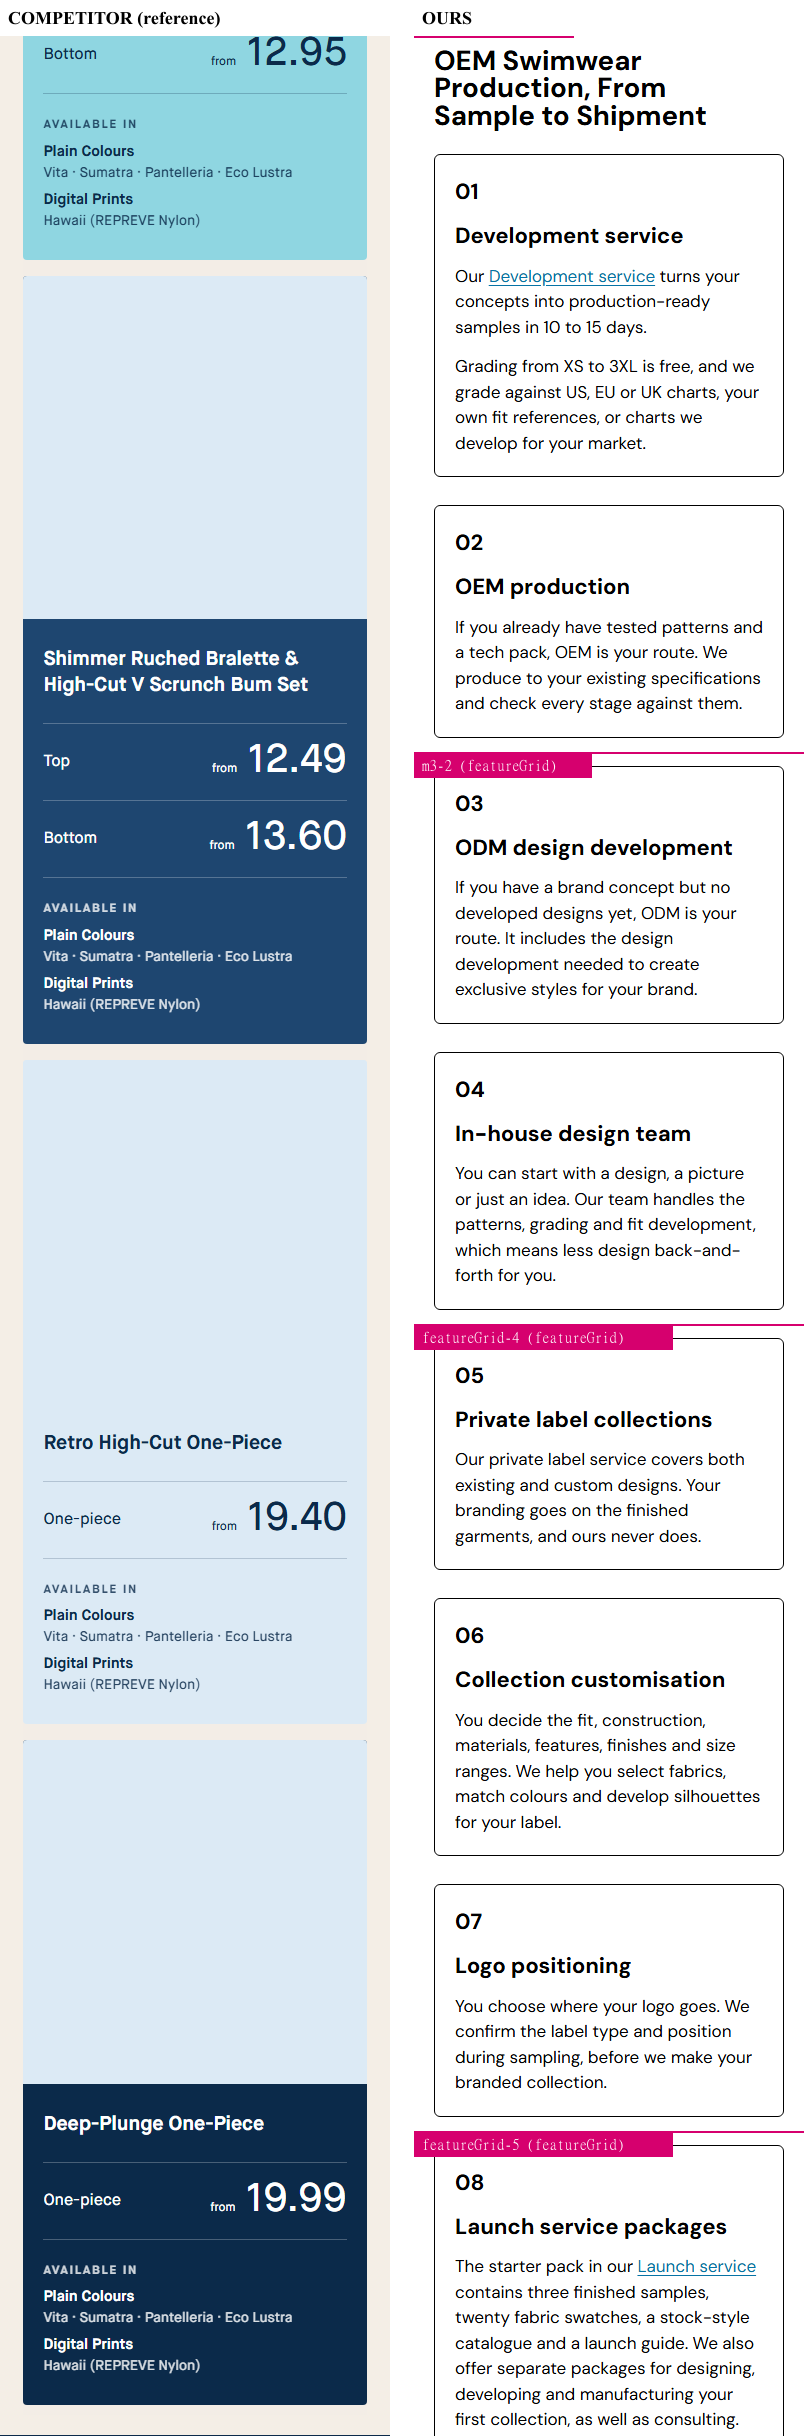 COMPETITOR (reference)
Bottom from 12.95
AVAILABLE IN
Plain Colours
Vita · Sumatra · Pantelleria · Eco Lustra
Digital Prints
Hawaii (REPREVE Nylon)
Shimmer Ruched Bralette &
High-Cut V Scrunch Bum Set
Top from 12.49
Bottom from 13.60
AVAILABLE IN
Plain Colours
Vita · Sumatra · Pantelleria · Eco Lustra
Digital Prints
Hawaii (REPREVE Nylon)
Retro High-Cut One-Piece
One-piece from 19.40
AVAILABLE IN
Plain Colours
Vita · Sumatra · Pantelleria · Eco Lustra
Digital Prints
Hawaii (REPREVE Nylon)
Deep-Plunge One-Piece
One-piece from 19.99
AVAILABLE IN
Plain Colours
Vita · Sumatra · Pantelleria · Eco Lustra
Digital Prints
Hawaii (REPREVE Nylon)
OURS
OEM Swimwear
Production, From
Sample to Shipment
01
Development service
Our Development service turns your
concepts into production-ready
samples in 10 to 15 days.
Grading from XS to 3XL is free, and we
grade against US, EU or UK charts, your
own fit references, or charts we
develop for your market.
02
OEM production
If you already have tested patterns and
a tech pack, OEM is your route. We
produce to your existing specifications
and check every stage against them.
m3-2 (featureGrid)
03
ODM design development
If you have a brand concept but no
developed designs yet, ODM is your
route. It includes the design
development needed to create
exclusive styles for your brand.
04
In-house design team
You can start with a design, a picture
or just an idea. Our team handles the
patterns, grading and fit development,
which means less design back-and-
forth for you.
featureGrid-4 (featureGrid)
05
Private label collections
Our private label service covers both
existing and custom designs. Your
branding goes on the finished
garments, and ours never does.
06
Collection customisation
You decide the fit, construction,
materials, features, finishes and size
ranges. We help you select fabrics,
match colours and develop silhouettes
for your label.
07
Logo positioning
You choose where your logo goes. We
confirm the label type and position
during sampling, before we make your
branded collection.
featureGrid-5 (featureGrid)
08
Launch service packages
The starter pack in our Launch service
contains three finished samples,
twenty fabric swatches, a stock-style
catalogue and a launch guide. We also
offer separate packages for designing,
developing and manufacturing your
first collection, as well as consulting.